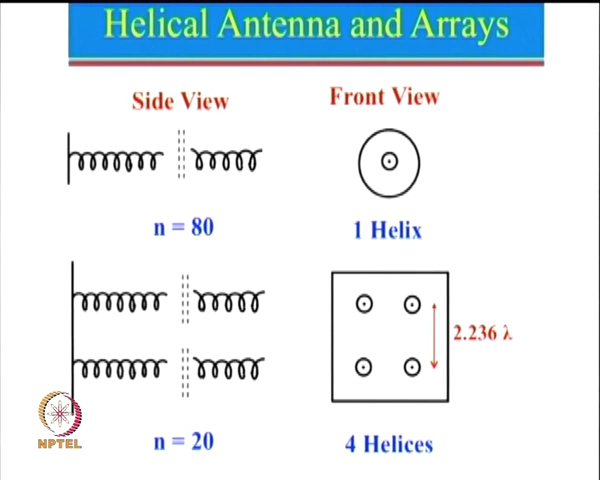 Helical Antenna and Arrays
Side View
Front View
n = 80
1 Helix
2.236 λ
n = 20
4 Helices
NPTEL